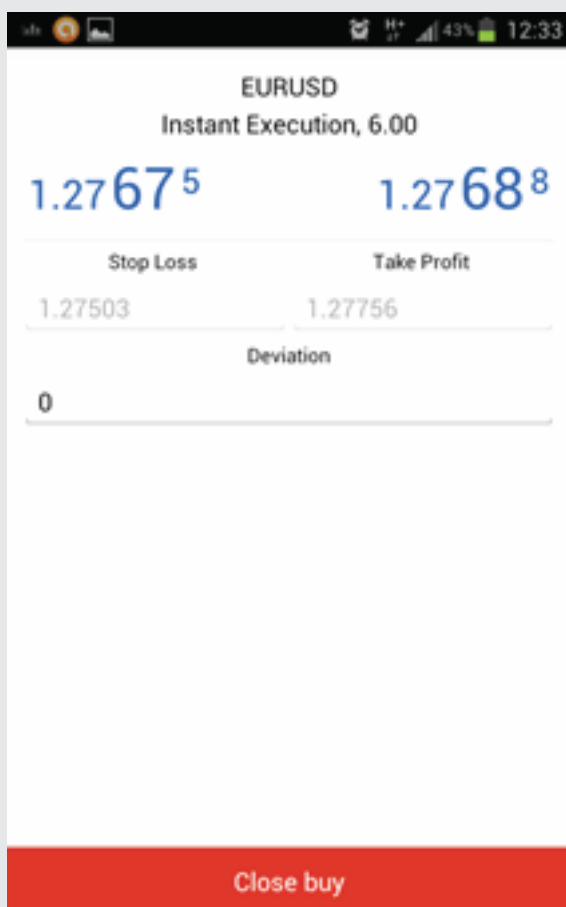 H+
43% 12:33
EURUSD
Instant Execution, 6.00
1.27675 1.27688
Stop Loss Take Profit
1.27503 1.27756
Deviation
0
Close buy